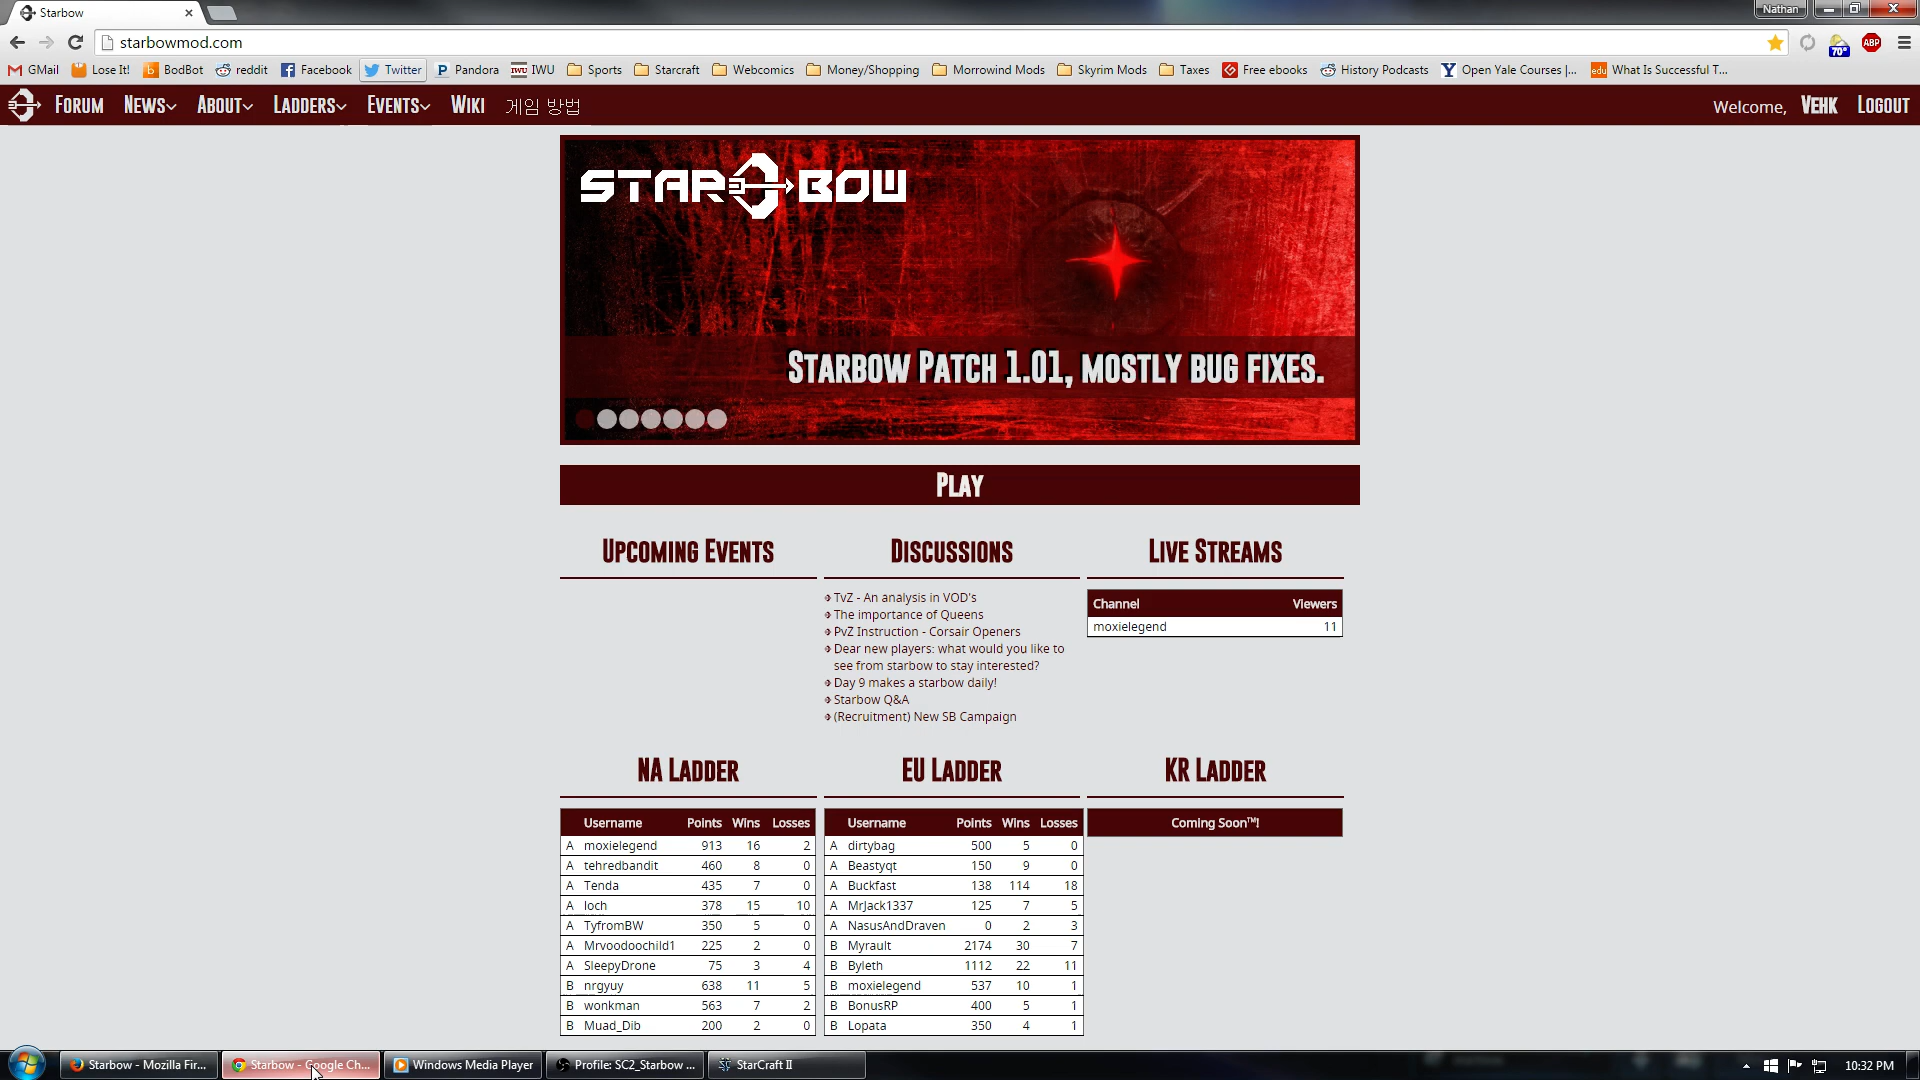 Starbow
Nathan
starbowmod.com
70°
ABP
GMail Lose It! BodBot reddit Facebook Twitter Pandora IWU Sports Starcraft Webcomics Money/Shopping Morrowind Mods Skyrim Mods Taxes Free ebooks History Podcasts Open Yale Courses |... What Is Successful T...
Forum News About Ladders Events Wiki 게임 방법 Welcome, Vehk Logout
STARBOW
Starbow Patch 1.01, mostly bug fixes.
Play
Upcoming Events
Discussions
TvZ - An analysis in VOD's
The importance of Queens
PvZ Instruction - Corsair Openers
Dear new players: what would you like to
see from starbow to stay interested?
Day 9 makes a starbow daily!
Starbow Q&A
(Recruitment) New SB Campaign
Live Streams
Channel Viewers
moxielegend 11
NA Ladder
Username Points Wins Losses
A moxielegend 913 16 2
A tehredbandit 460 8 0
A Tenda 435 7 0
A loch 378 15 10
A TyfromBW 350 5 0
A Mrvoodoochild1 225 2 0
A SleepyDrone 75 3 4
B nrgyuy 638 11 5
B wonkman 563 7 2
B Muad_Dib 200 2 0
EU Ladder
Username Points Wins Losses
A dirtybag 500 5 0
A Beastyqt 150 9 0
A Buckfast 138 114 18
A MrJack1337 125 7 5
A NasusAndDraven 0 2 3
B Myrault 2174 30 7
B Byleth 1112 22 11
B moxielegend 537 10 1
B BonusRP 400 5 1
B Lopata 350 4 1
KR Ladder
Coming Soon™!
Starbow - Mozilla Fir... Starbow - Google Ch... Windows Media Player Profile: SC2_Starbow ... StarCraft II 10:32 PM